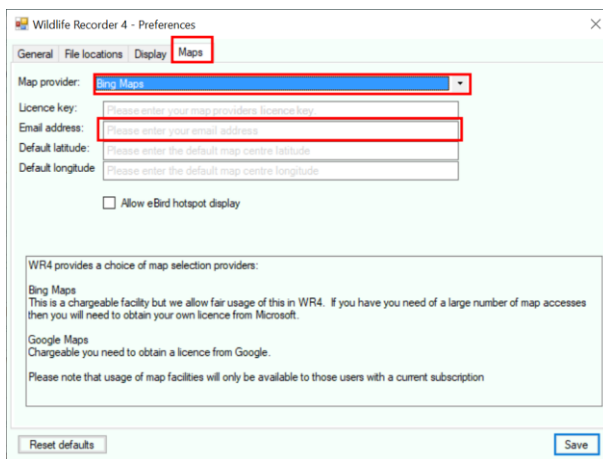 Wildlife Recorder 4 - Preferences
General File locations Display Maps
Map provider: Bing Maps
Licence key: Please enter your map providers licence key
Email address: Please enter your email address
Default latitude: Please enter the default map centre latitude
Default longitude Please enter the default map centre longitude
Allow eBird hotspot display
WR4 provides a choice of map selection providers:
Bing Maps
This is a chargeable facility but we allow fair usage of this in WR4. If you have you need of a large number of map accesses
then you will need to obtain your own licence from Microsoft.
Google Maps
Chargeable you need to obtain a licence from Google.
Please note that usage of map facilities will only be available to those users with a current subscription
Reset defaults Save